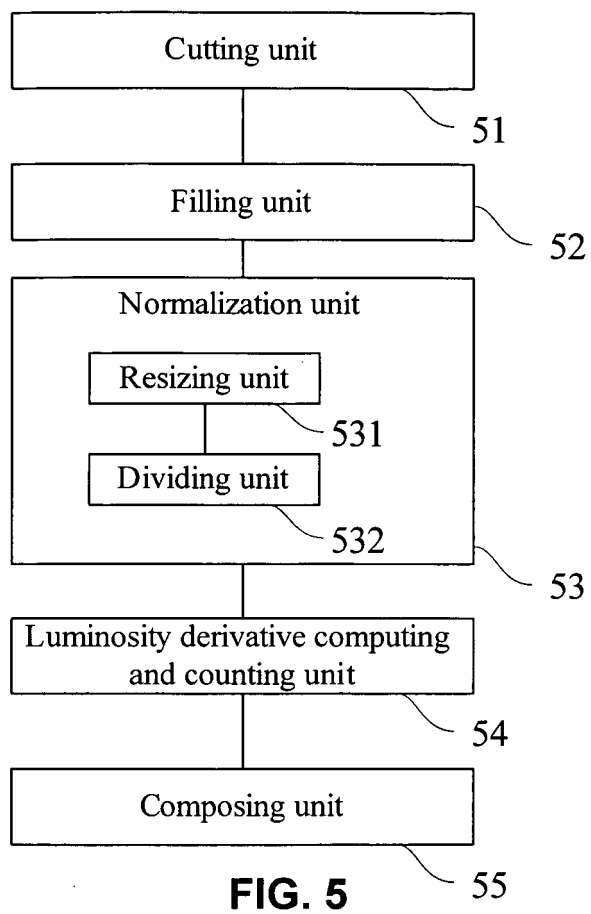 Cutting unit
51
Filling unit
52
Normalization unit
Resizing unit
531
Dividing unit
532
53
Luminosity derivative computing
and counting unit
54
Composing unit
55
FIG. 5